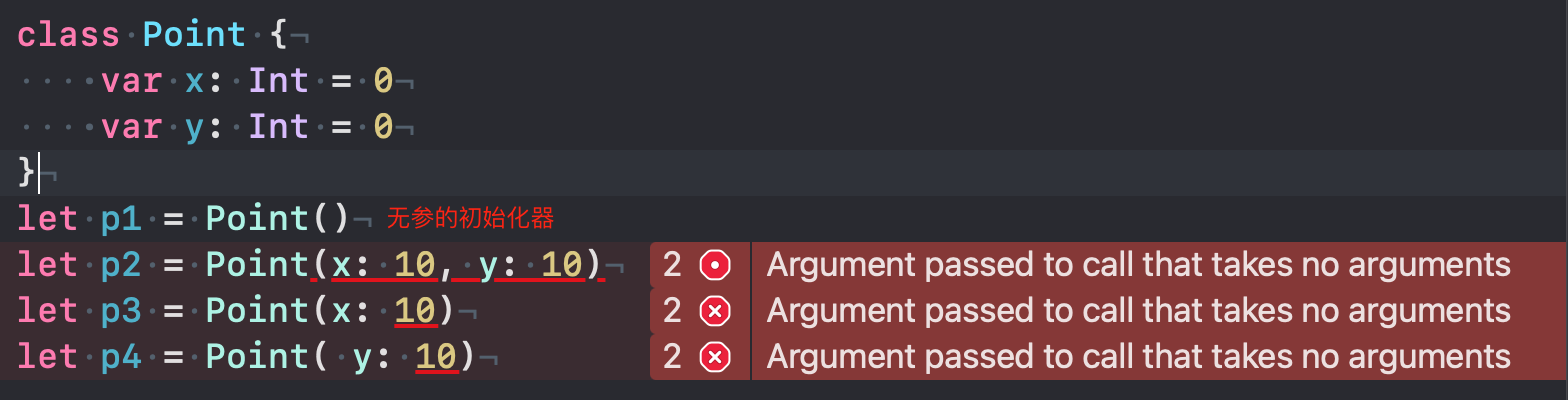 class Point {
var x: Int = 0
var y: Int = 0
}
let p1 = Point() 无参的初始化器
let p2 = Point(x: 10, y: 10) 2 Argument passed to call that takes no arguments
let p3 = Point(x: 10) 2 Argument passed to call that takes no arguments
let p4 = Point( y: 10) 2 Argument passed to call that takes no arguments